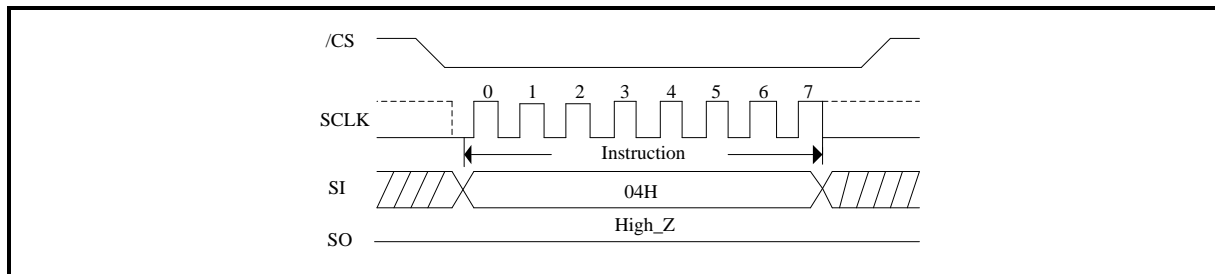 /CS
0 1 2 3 4 5 6 7
SCLK
Instruction
SI
04H
High_Z
SO